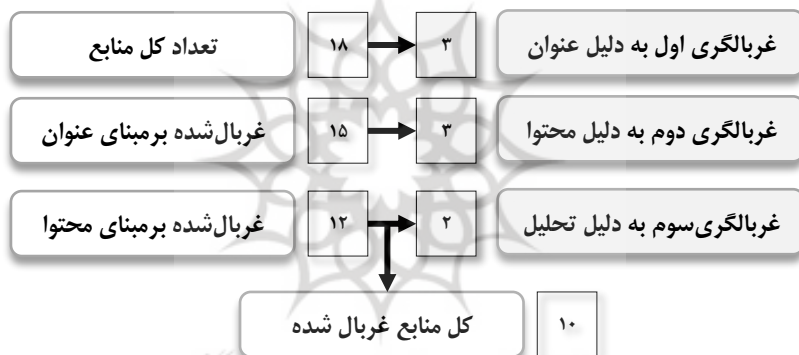 غربالگری اول به دلیل عنوان ۳ ۱۸ تعداد کل منابع
غربالگری دوم به دلیل محتوا ۳ ۱۵ غربال‌شده برمبنای عنوان
غربالگری‌سوم به دلیل تحلیل ۲ ۱۲ غربال‌شده برمبنای محتوا
۱۰ کل منابع غربال شده